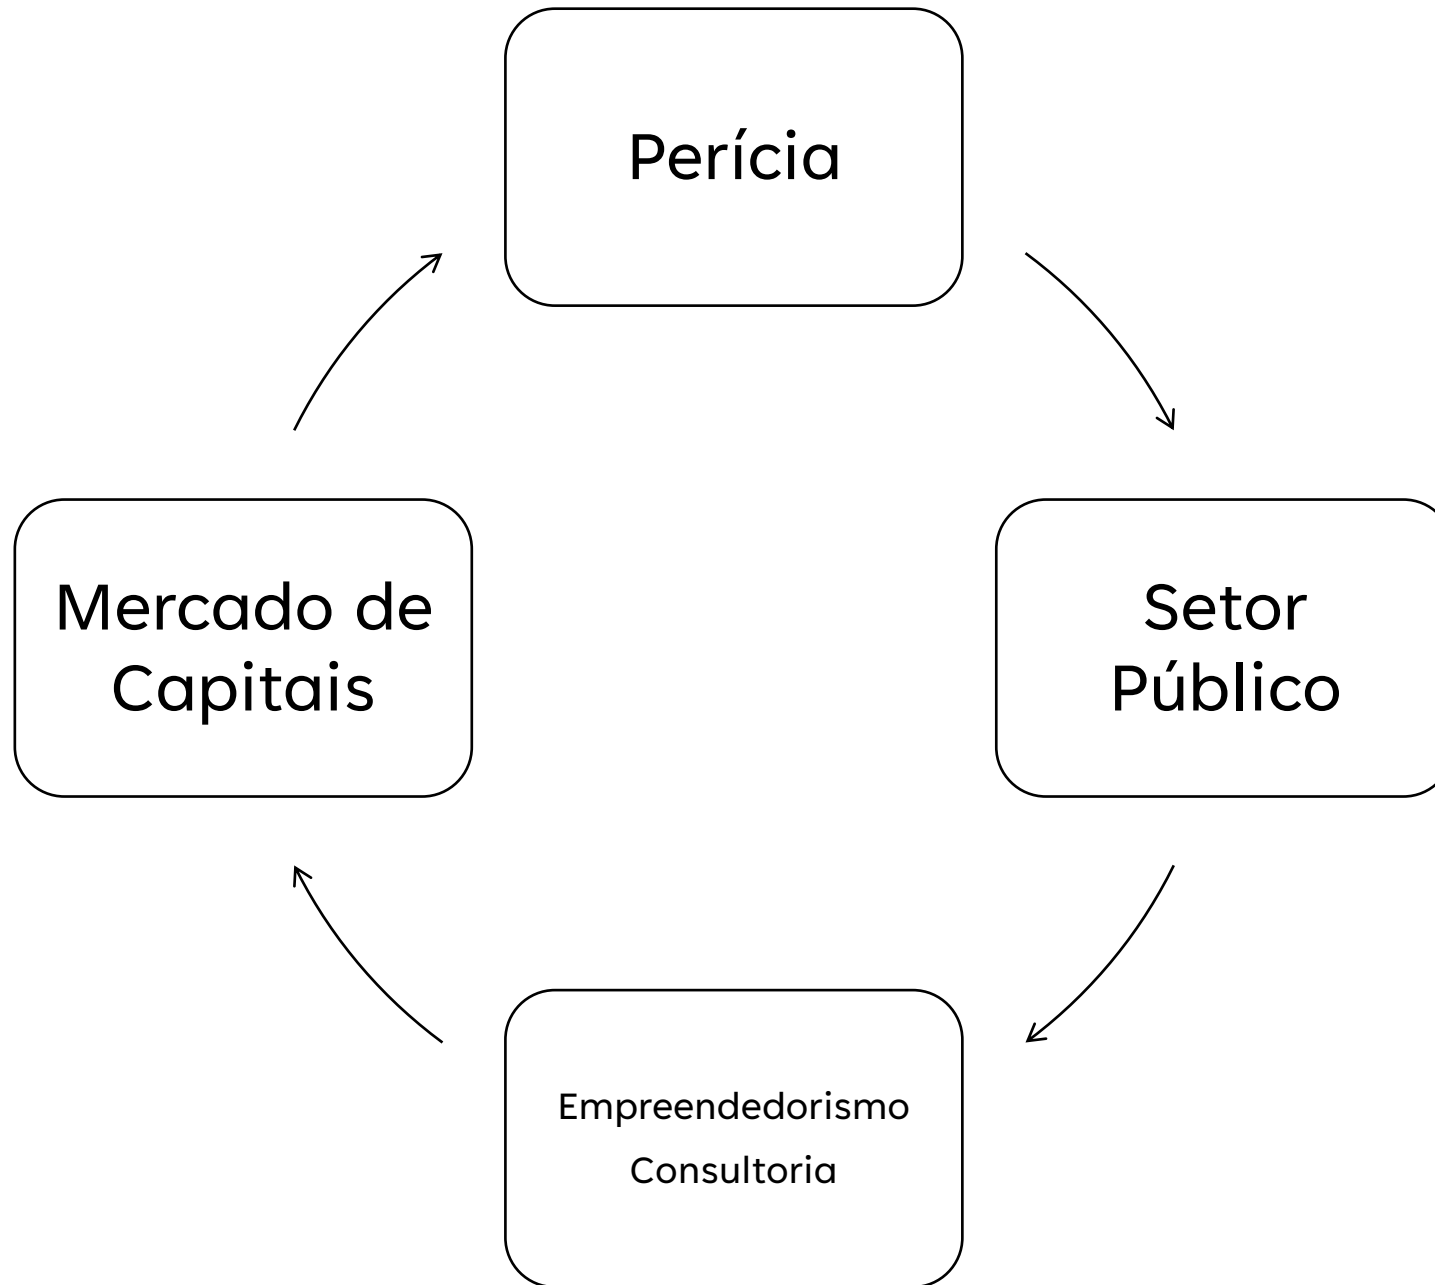 Perícia
Mercado de
Capitais
Setor
Público
Empreendedorismo
Consultoria